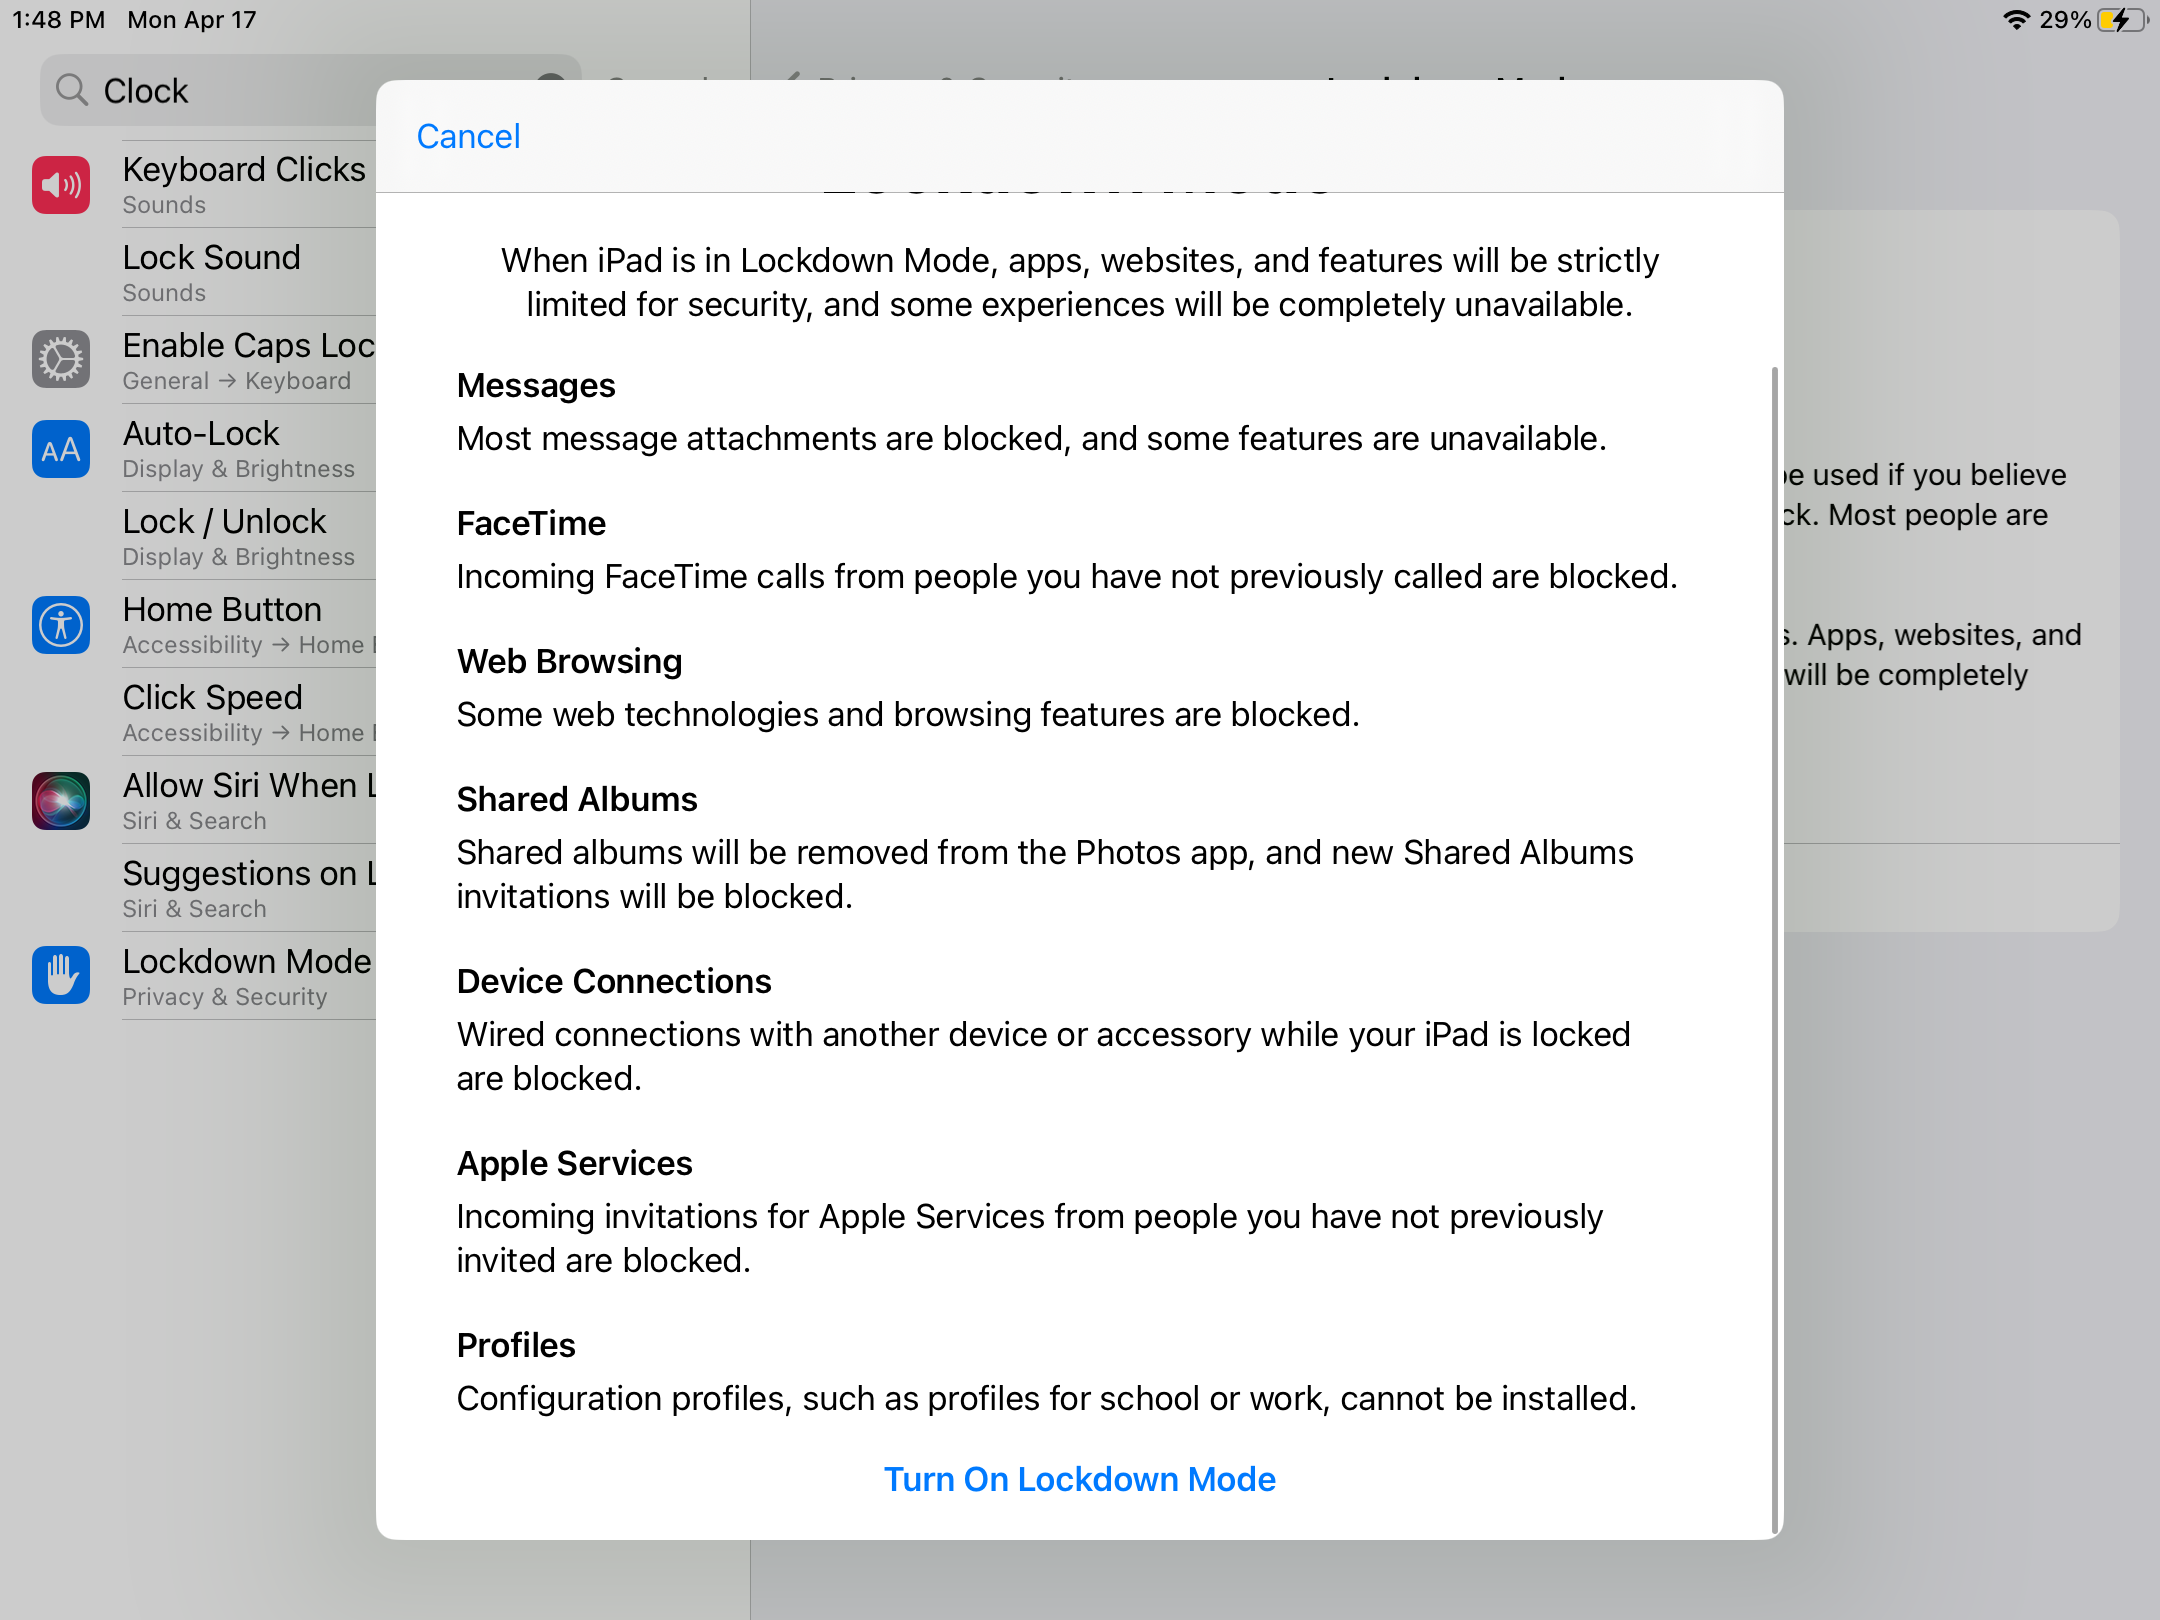 1:48 PM Mon Apr 17
29%
Clock
Keyboard Clicks
Sounds
Lock Sound
Sounds
Enable Caps Loc
General → Keyboard
Auto-Lock
Display & Brightness
Lock / Unlock
Display & Brightness
Home Button
Accessibility → Home
Click Speed
Accessibility → Home
Allow Siri When L
Siri & Search
Suggestions on L
Siri & Search
Lockdown Mode
Privacy & Security
Cancel
Lockdown Mode
When iPad is in Lockdown Mode, apps, websites, and features will be strictly
limited for security, and some experiences will be completely unavailable.
Messages
Most message attachments are blocked, and some features are unavailable.
FaceTime
Incoming FaceTime calls from people you have not previously called are blocked.
Web Browsing
Some web technologies and browsing features are blocked.
Shared Albums
Shared albums will be removed from the Photos app, and new Shared Albums
invitations will be blocked.
Device Connections
Wired connections with another device or accessory while your iPad is locked
are blocked.
Apple Services
Incoming invitations for Apple Services from people you have not previously
invited are blocked.
Profiles
Configuration profiles, such as profiles for school or work, cannot be installed.
Turn On Lockdown Mode
be used if you believe
ck. Most people are
s. Apps, websites, and
will be completely